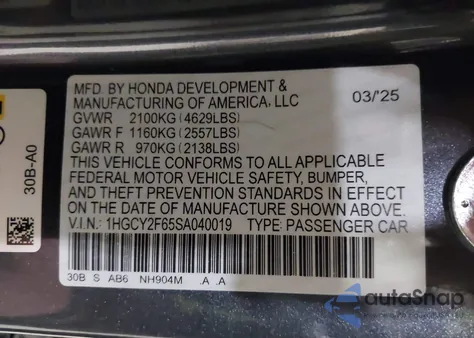 MFD. BY HONDA DEVELOPMENT &
MANUFACTURING OF AMERICA, LLC 03/'25
GVWR 2100KG(4629LBS)
GAWR F 1160KG(2557LBS)
GAWR R 970KG(2138LBS)
THIS VEHICLE CONFORMS TO ALL APPLICABLE
FEDERAL MOTOR VEHICLE SAFETY, BUMPER,
AND THEFT PREVENTION STANDARDS IN EFFECT
ON THE DATE OF MANUFACTURE SHOWN ABOVE.
V.I.N.: 1HGCY2F65SA040019 TYPE: PASSENGER CAR
30B S AB6 NH904M .A .A
30B-A0
autoSnap